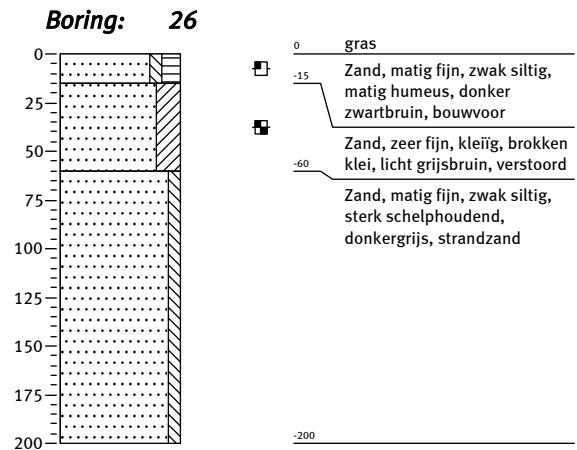 Boring: 26
0
25
50
75
100
125
150
175
200
0
gras
-15
Zand, matig fijn, zwak siltig,
matig humeus, donker
zwartbruin, bouwvoor
Zand, zeer fijn, kleiïg, brokken
klei, licht grijsbruin, verstoord
-60
Zand, matig fijn, zwak siltig,
sterk schelphoudend,
donkergrijs, strandzand
-200